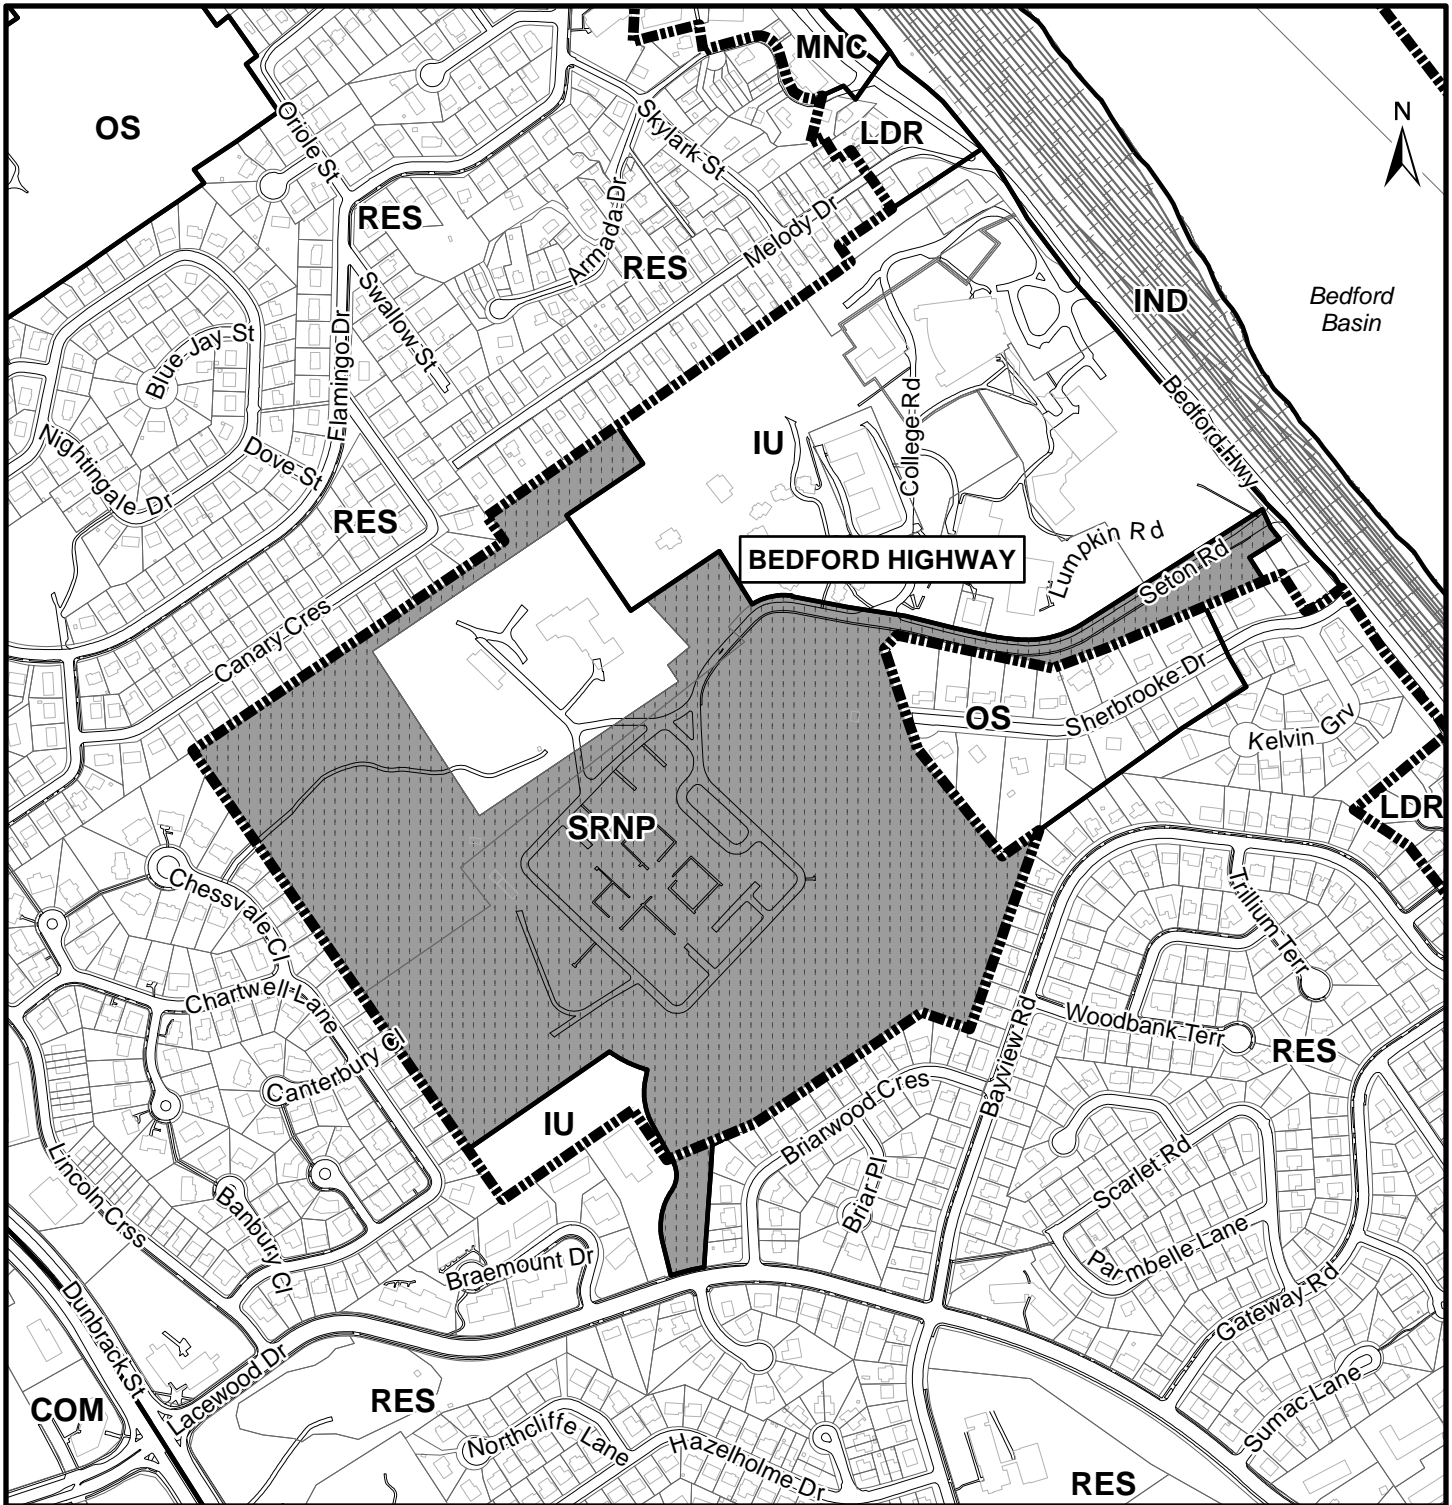 MNC
N
OS
Oriole St
Skylark St
LDR
RES
Armada Dr
RES
Melody Dr
Swallow St
IND
Bedford
Basin
Blue Jay St
Flamingo Dr
Bedford Hwy
College Rd
IU
Nightingale Dr
Dove St
RES
BEDFORD HIGHWAY
Lumpkin Rd
Seton Rd
Canary Cres
Sherbrooke Dr
OS
Kelvin Grv
LDR
SRNP
Chessvale Cl
Trillium Terr
Chartwell Lane
Woodbank Terr
RES
Canterbury Cl
Bayview Rd
Briarwood Cres
IU
Lincoln Crss
Banbury Cl
Briar Pl
Scarlet Rd
Parmbelle Lane
Braemount Dr
Gateway Rd
Dunbrack St
Lacewood Dr
COM
RES
Sumac Lane
Northcliffe Lane
Hazelholme Dr
RES